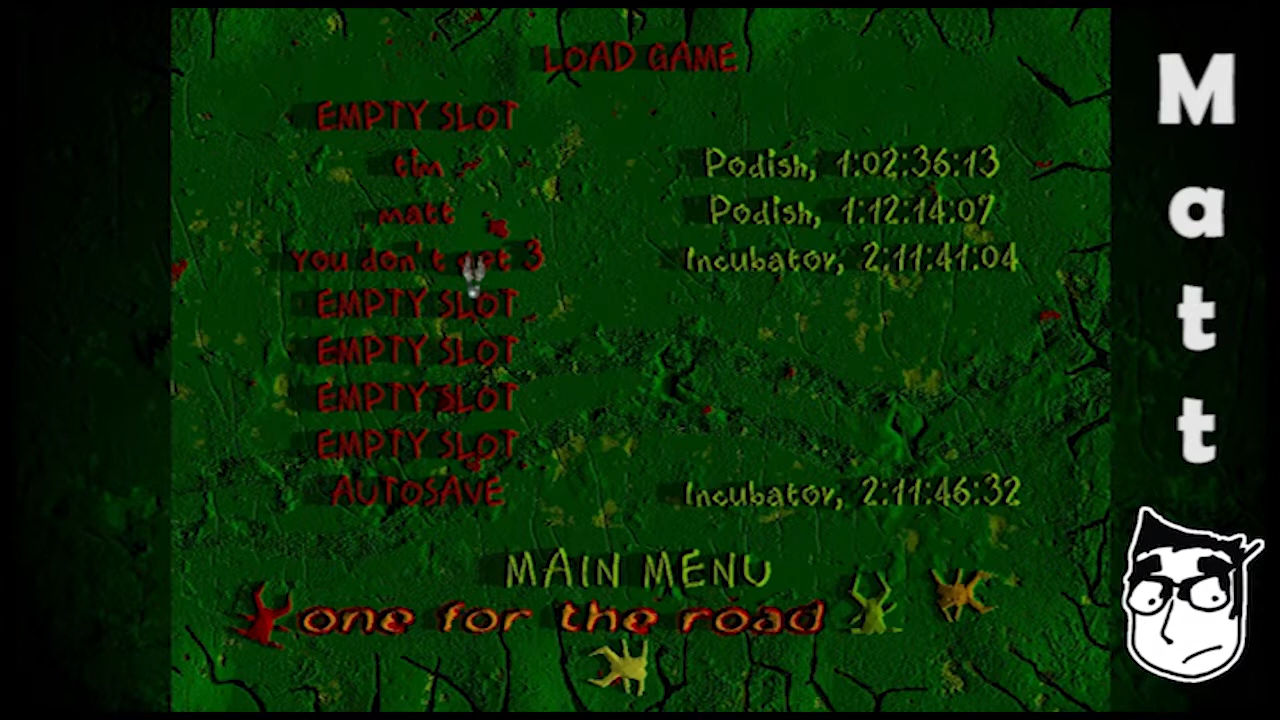 LOAD GAME
EMPTY SLOT
tim Podish, 1:02:36:13
matt Podish, 1:12:14:07
you don't get 3 Incubator, 2:11:41:04
EMPTY SLOT
EMPTY SLOT
EMPTY SLOT
EMPTY SLOT
AUTOSAVE Incubator, 2:11:46:32
MAIN MENU
one for the road
Matt